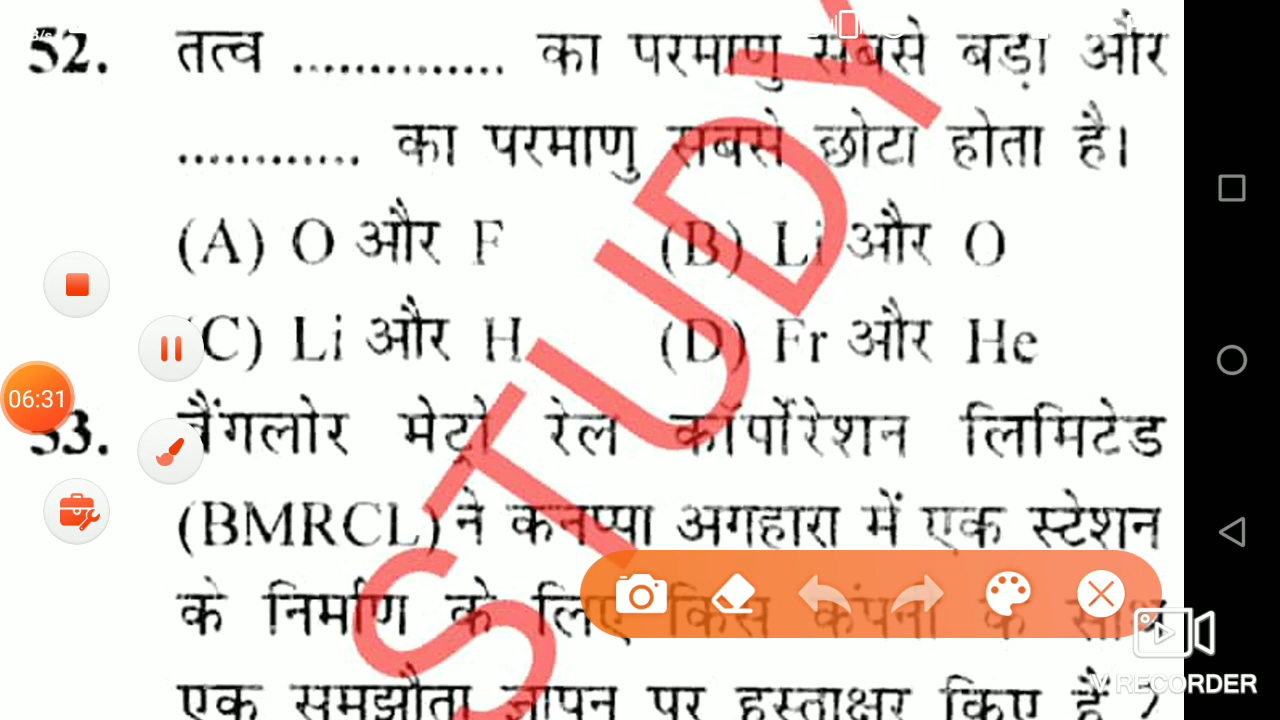 52. तत्व .............. का परमाणु सबसे बड़ा और
............ का परमाणु सबसे छोटा होता है।
(A) O और F (B) Li और O
C) Li और H (D) Fr और He
06:31
53. बैंगलोर मेट्रो रेल कॉर्पोरेशन लिमिटेड
(BMRCL) ने कनप्पा अगहारा में एक स्टेशन
के निर्माण के लिए किस कंपनी के साथ
एक समझौता ज्ञापन पर हस्ताक्षर किए हैं ?
STUDY
V RECORDER